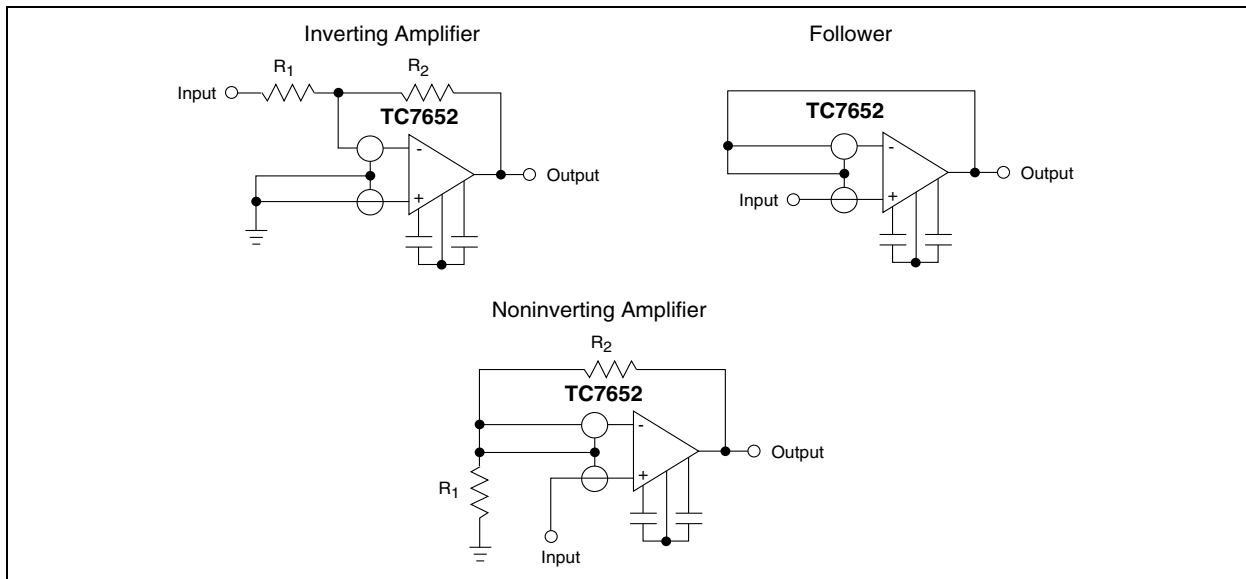 Inverting Amplifier
R1
R2
Input
TC7652
-
+
Output
Follower
TC7652
-
+
Input
Output
Noninverting Amplifier
R2
TC7652
-
+
R1
Output
Input